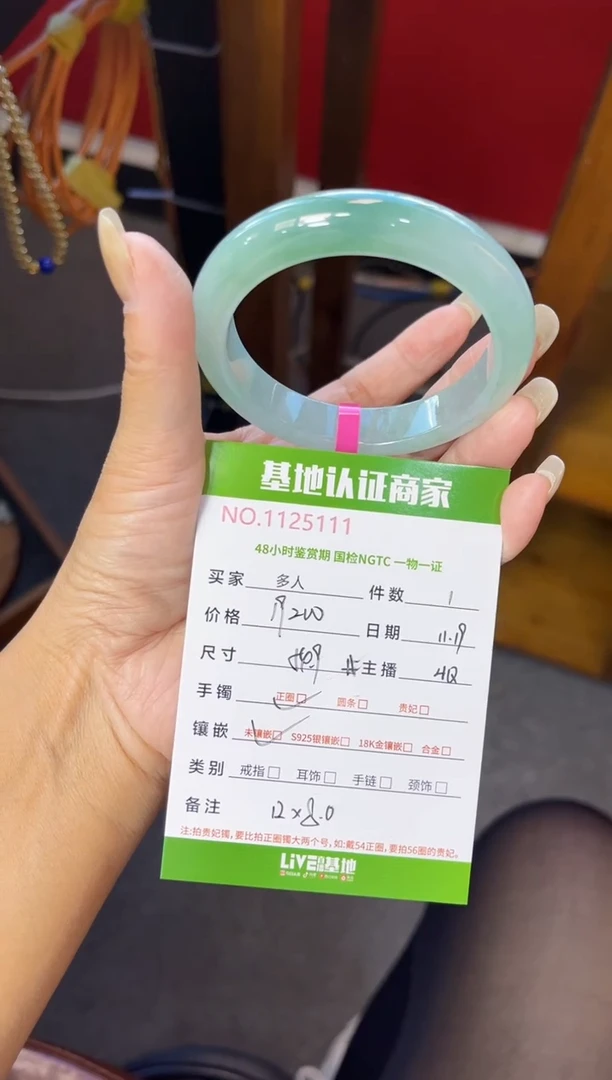 基地认证商家
NO.1125111
48小时鉴赏期 国检NGTC 一物一证
买家 多人 件数 1
价格 日期 11.19
尺寸 主播
手镯 正圈 圆条 贵妃
镶嵌 未镶嵌 S925银镶嵌 18K金镶嵌 合金
类别 戒指 耳饰 手链 颈饰
备注 12×8.0
注:拍贵妃镯,要比拍正圈镯大两个号,如:戴54正圈,要拍56圈的贵妃。
LIVE基地